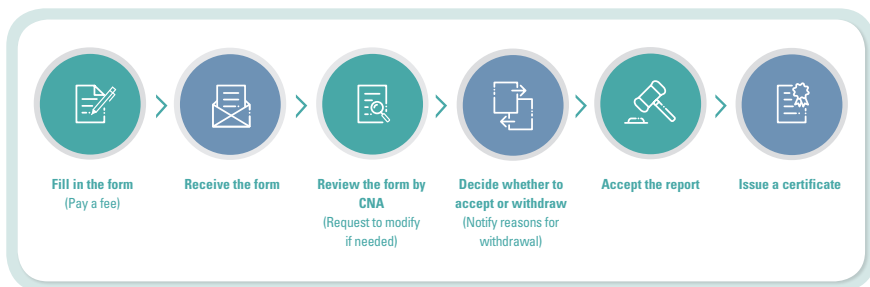 Fill in the form
(Pay a fee)
Receive the form
Review the form by
CNA
(Request to modify
if needed)
Decide whether to
accept or withdraw
(Notify reasons for
withdrawal)
Accept the report
Issue a certificate